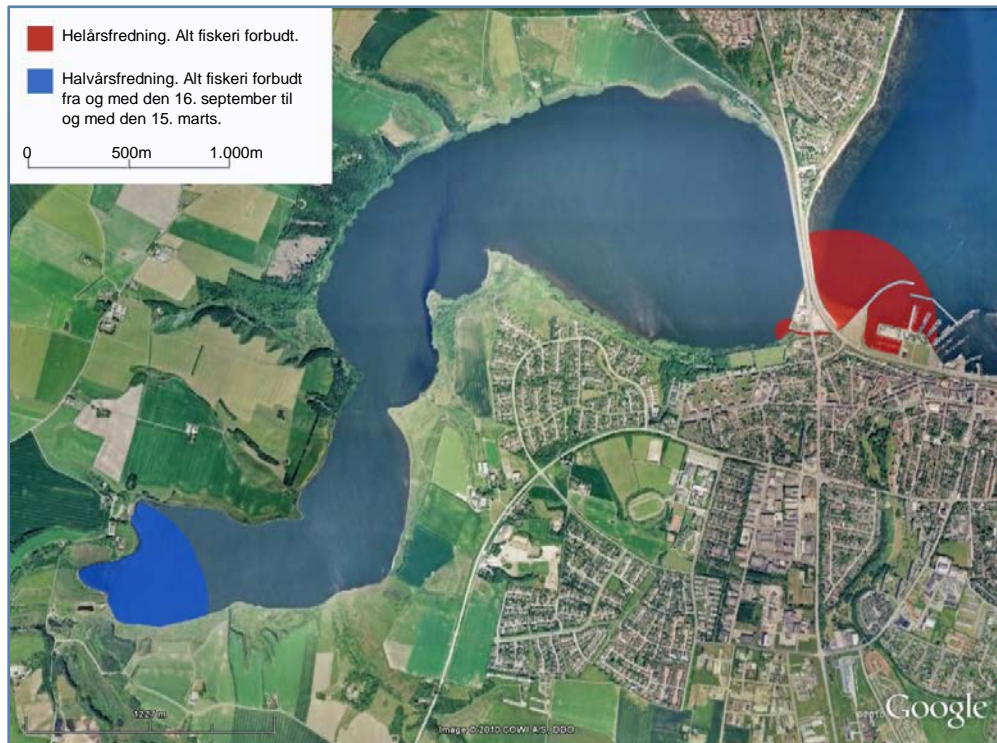 Helårsfredning. Alt fiskeri forbudt.
Halvårsfredning. Alt fiskeri forbudt
fra og med den 16. september til
og med den 15. marts.
0 500m 1.000m
1227 m
Image © 2010 COWI A/S, DDO
©2010 Google